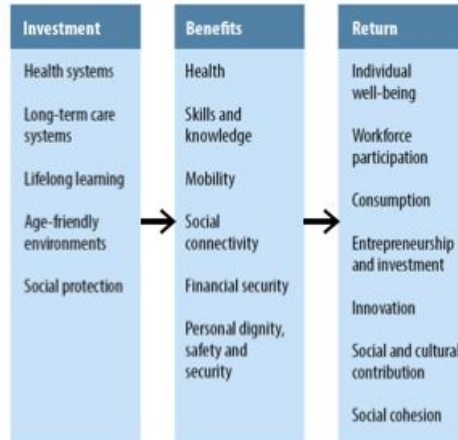 Investment
Health systems
Long-term care
systems
Lifelong learning
Age-friendly
environments
Social protection
Benefits
Health
Skills and
knowledge
Mobility
Social
connectivity
Financial security
Personal dignity,
safety and
security
Return
Individual
well-being
Workforce
participation
Consumption
Entrepreneurship
and investment
Innovation
Social and cultural
contribution
Social cohesion